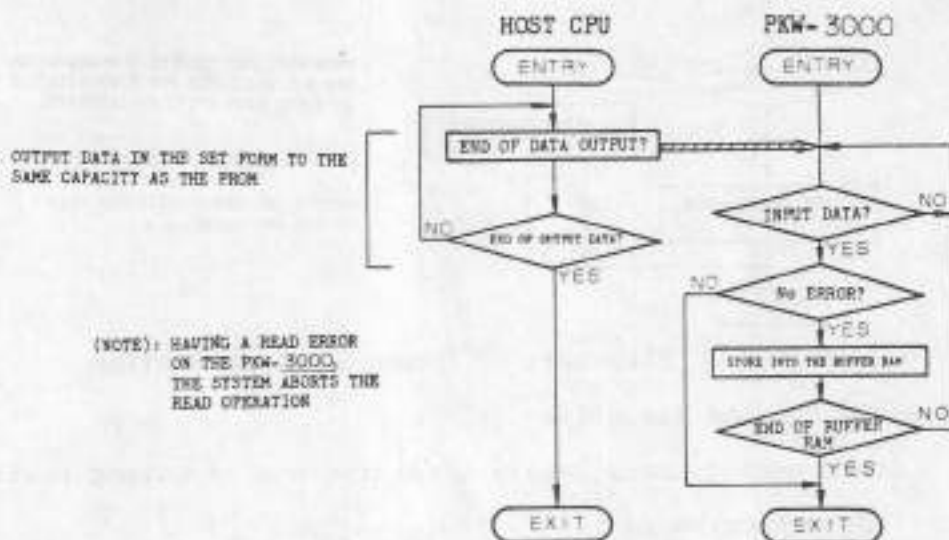 HOST CPU
PKW-3000
ENTRY
ENTRY
END OF DATA OUTPUT?
OUTPUT DATA IN THE SET FORM TO THE
SAME CAPACITY AS THE PROM
INPUT DATA?
NO
NO
END OF OUTPUT DATA?
YES
YES
NO
No ERROR?
(NOTE): HAVING A READ ERROR
ON THE PKW-3000,
THE SYSTEM ABORTS THE
READ OPERATION
YES
STORE INTO THE BUFFER RAM
END OF BUFFER
RAM
NO
YES
EXIT
EXIT